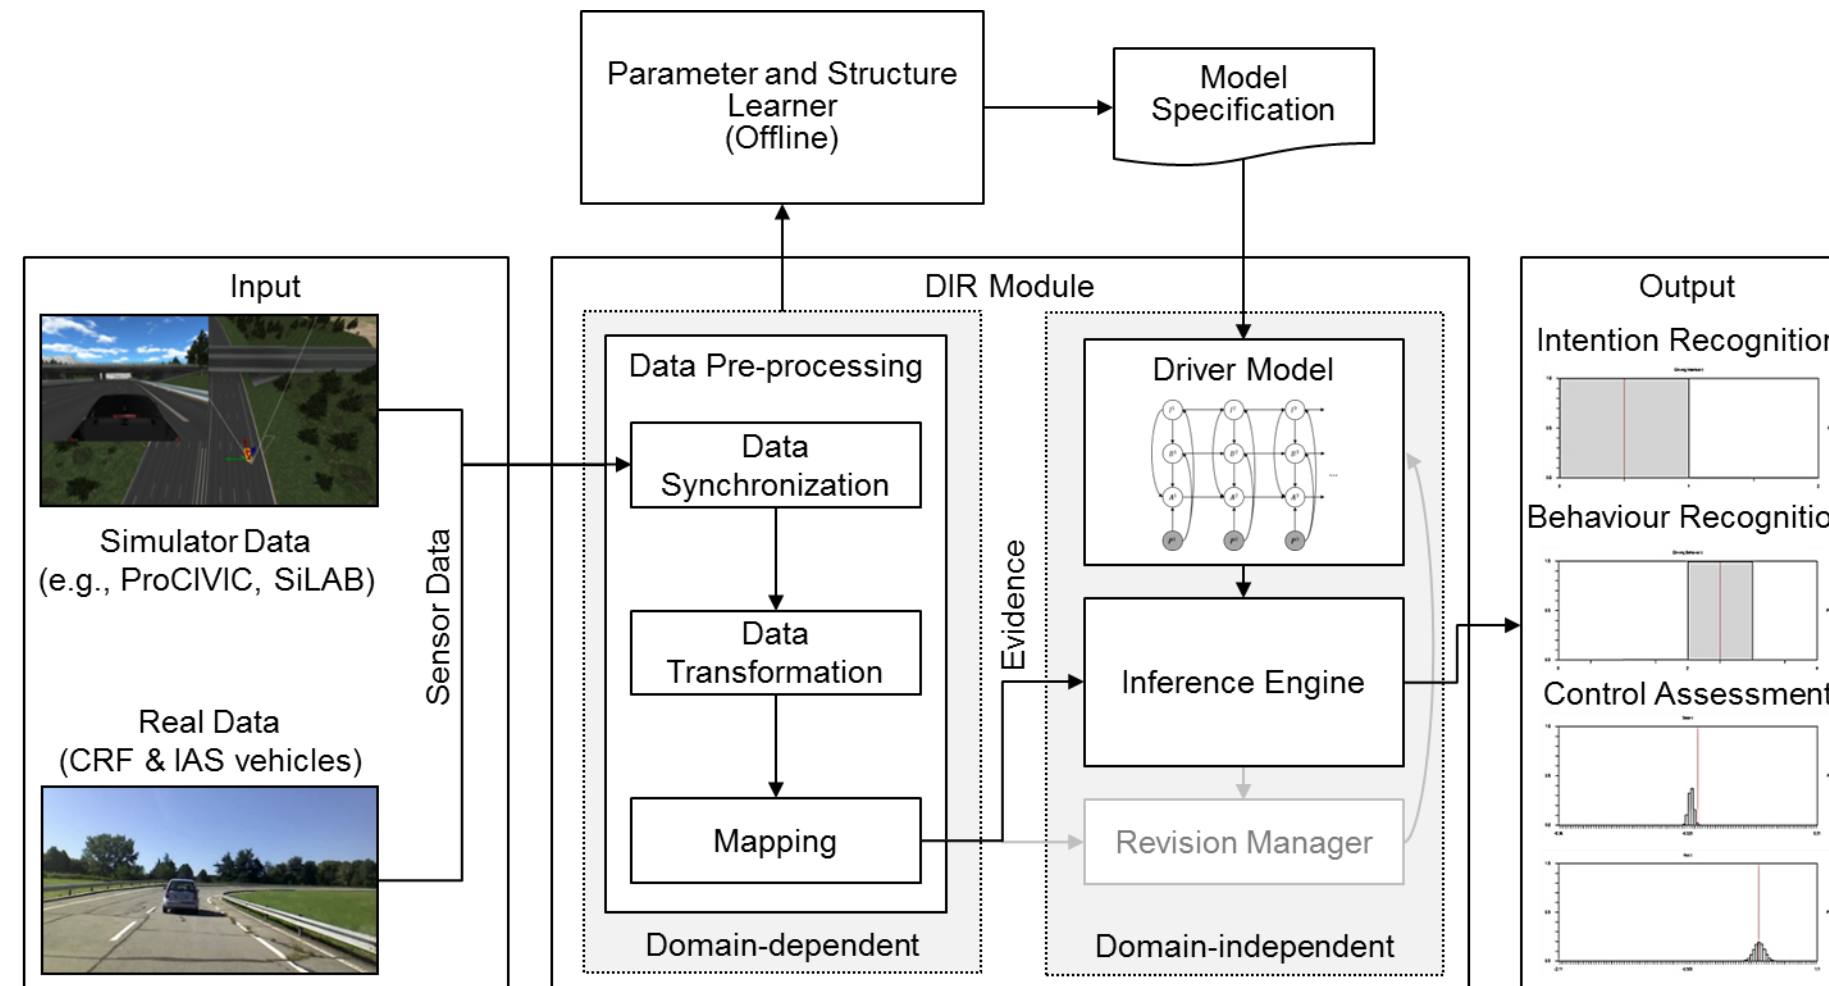 Parameter and Structure
Learner
(Offline)
Model
Specification
Input
Simulator Data
(e.g., ProCIVIC, SiLAB)
Real Data
(CRF & IAS vehicles)
Sensor Data
DIR Module
Data Pre-processing
Data
Synchronization
Data
Transformation
Mapping
Domain-dependent
Evidence
Driver Model
Inference Engine
Revision Manager
Domain-independent
Output
Intention Recognition
Behaviour Recognitio
Control Assessment